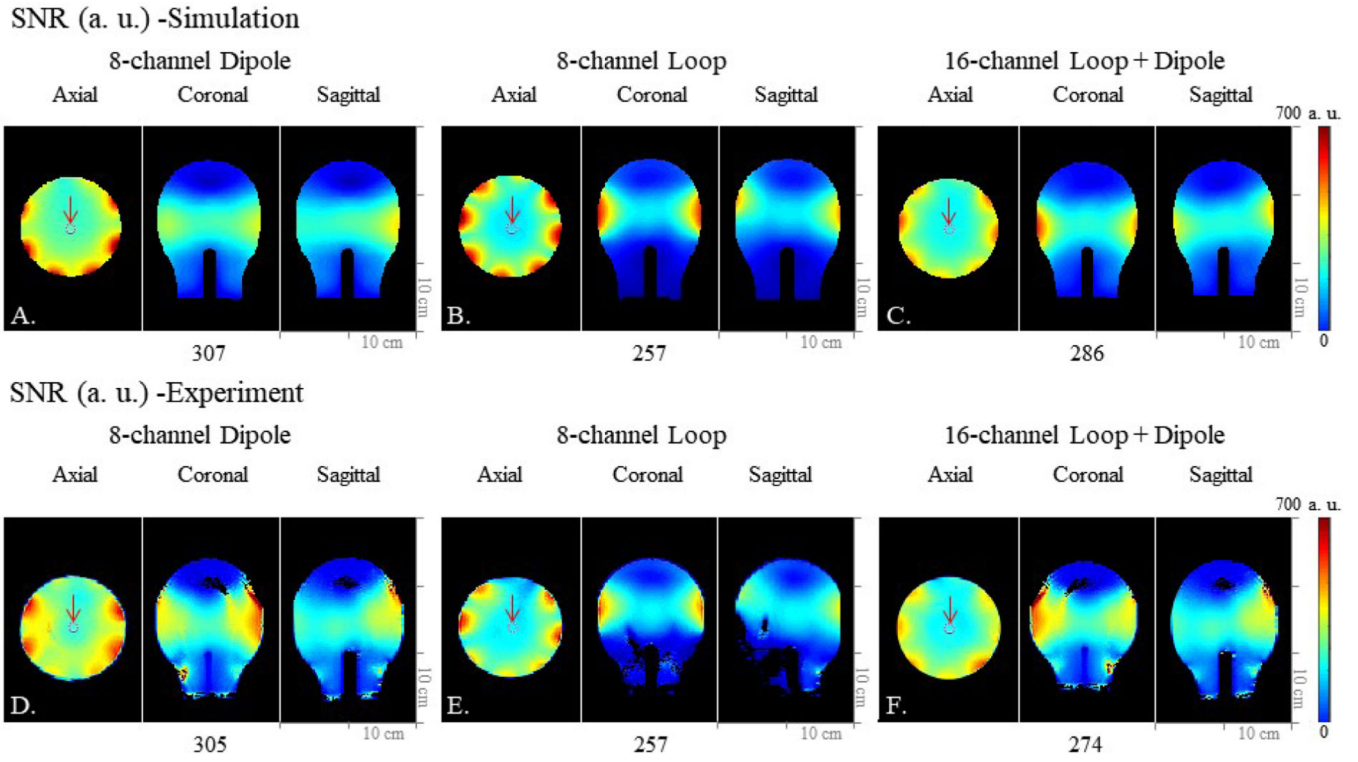 SNR (a. u.) -Simulation
8-channel Dipole 8-channel Loop 16-channel Loop + Dipole
Axial Coronal Sagittal Axial Coronal Sagittal Axial Coronal Sagittal
700 a. u.
10 cm 10 cm 10 cm
A. B. C.
0
10 cm 10 cm 10 cm
307 257 286
SNR (a. u.) -Experiment
8-channel Dipole 8-channel Loop 16-channel Loop + Dipole
Axial Coronal Sagittal Axial Coronal Sagittal Axial Coronal Sagittal
700 a. u.
10 cm 10 cm 10 cm
D. E. F.
0
10 cm 10 cm 10 cm
305 257 274